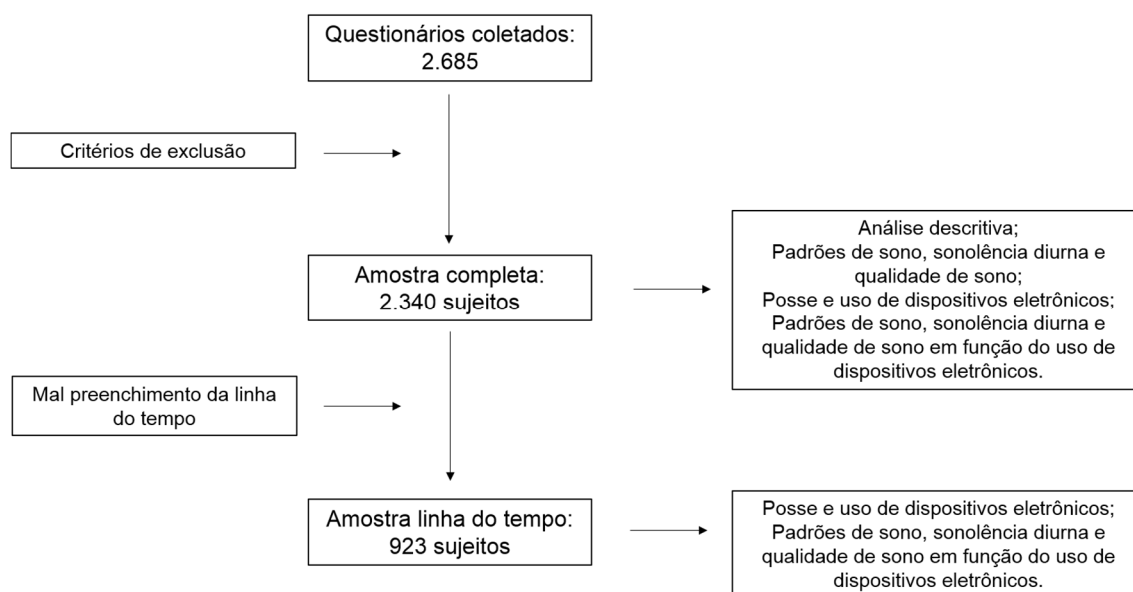 Questionários coletados:
2.685
Critérios de exclusão
Amostra completa:
2.340 sujeitos
Análise descritiva;
Padrões de sono, sonolência diurna e
qualidade de sono;
Posse e uso de dispositivos eletrônicos;
Padrões de sono, sonolência diurna e
qualidade de sono em função do uso de
dispositivos eletrônicos.
Mal preenchimento da linha
do tempo
Amostra linha do tempo:
923 sujeitos
Posse e uso de dispositivos eletrônicos;
Padrões de sono, sonolência diurna e
qualidade de sono em função do uso de
dispositivos eletrônicos.